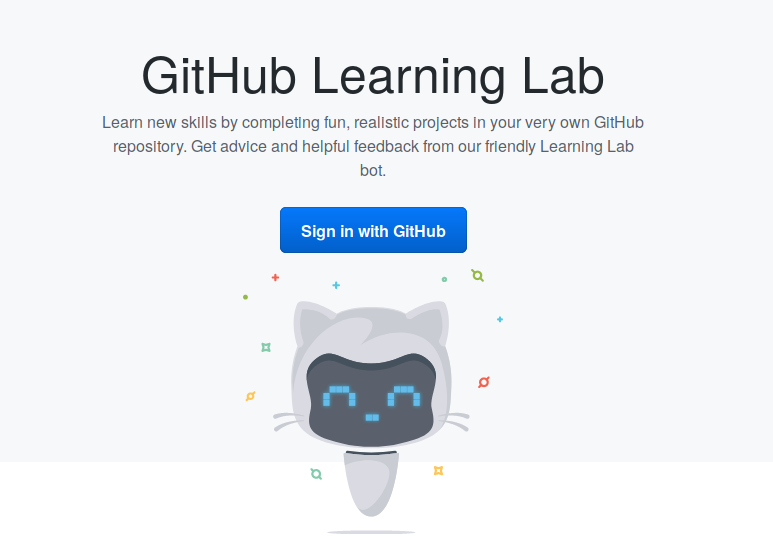 GitHub Learning Lab
Learn new skills by completing fun, realistic projects in your very own GitHub
repository. Get advice and helpful feedback from our friendly Learning Lab
bot.
Sign in with GitHub